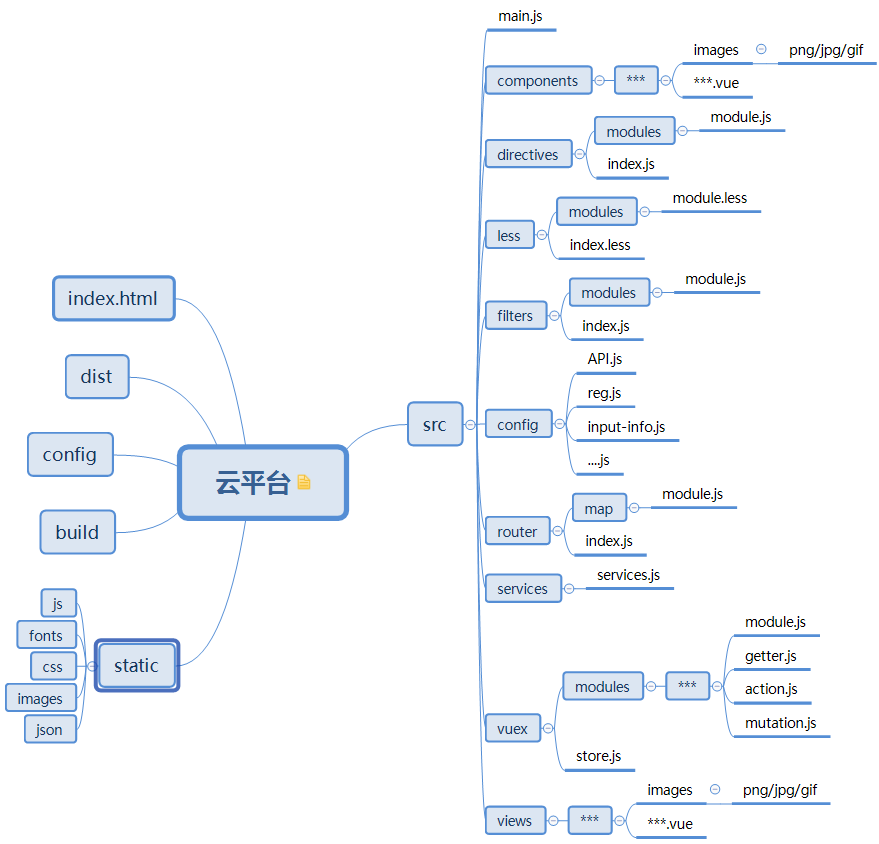 云平台
index.html
dist
config
build
static
js
fonts
css
images
json
src
main.js
components
***
images
png/jpg/gif
***.vue
directives
modules
module.js
index.js
less
modules
module.less
index.less
filters
modules
module.js
index.js
config
API.js
reg.js
input-info.js
....js
router
map
module.js
index.js
services
services.js
vuex
modules
***
module.js
getter.js
action.js
mutation.js
store.js
views
***
images
png/jpg/gif
***.vue